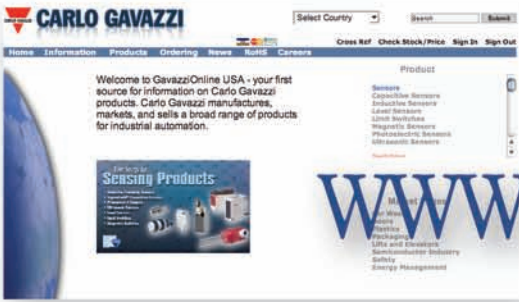 CARLO GAVAZZI
Select Country
Search
Submit
Cross Ref Check Stock/Price Sign In Sign Out
Home Information Products Ordering News RoHS Careers
Welcome to GavazziOnline USA - your first
source for information on Carlo Gavazzi
products. Carlo Gavazzi manufactures,
markets, and sells a broad range of products
for industrial automation.
Sensing Products
Product
Sensors
Capacitive Sensors
Inductive Sensors
Level Sensors
Limit Switches
Magnetic Sensors
Photoelectric Sensors
Ultrasonic Sensors
WWW
Packaging
Lifts and Elevators
Semiconductor Industry
Safety
Energy Management